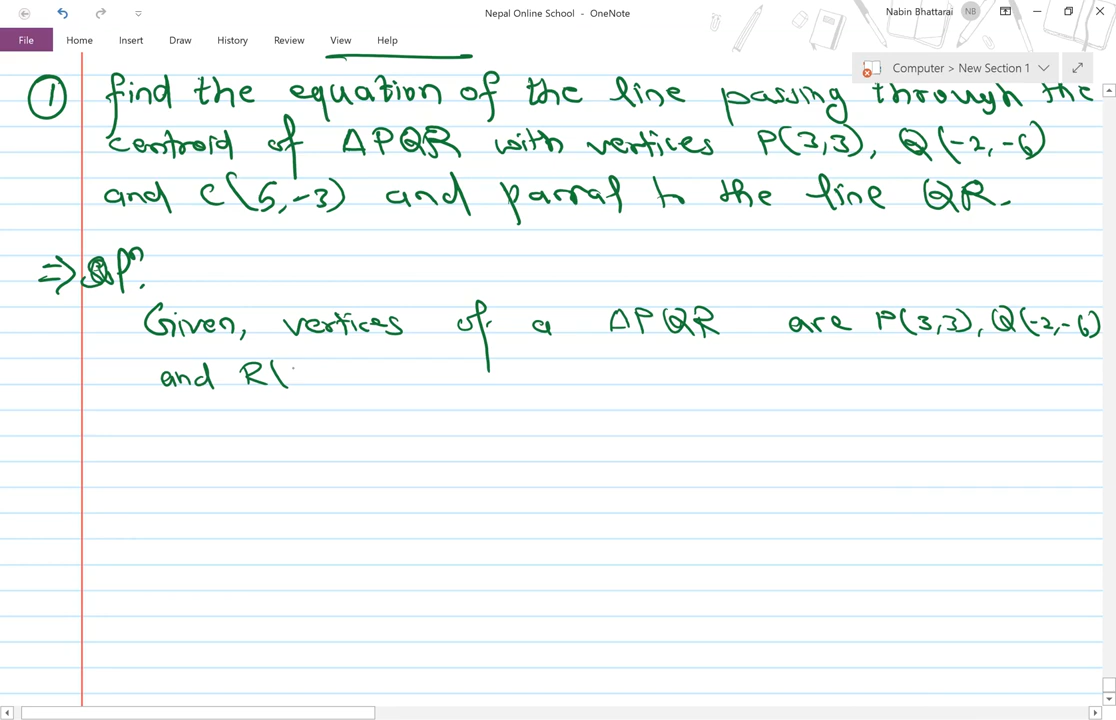 Nepal Online School - OneNote
Nabin Bhattarai NB
File Home Insert Draw History Review View Help
Computer > New Section 1
① find the equation of the line passing through the
centroid of ΔPQR with vertices P(3,3), Q(-2,-6)
and C(5,-3) and parral to the line QR.
⇒
Given, vertices of a ΔPQR are P(3,3), Q(-2,-6)
and R(